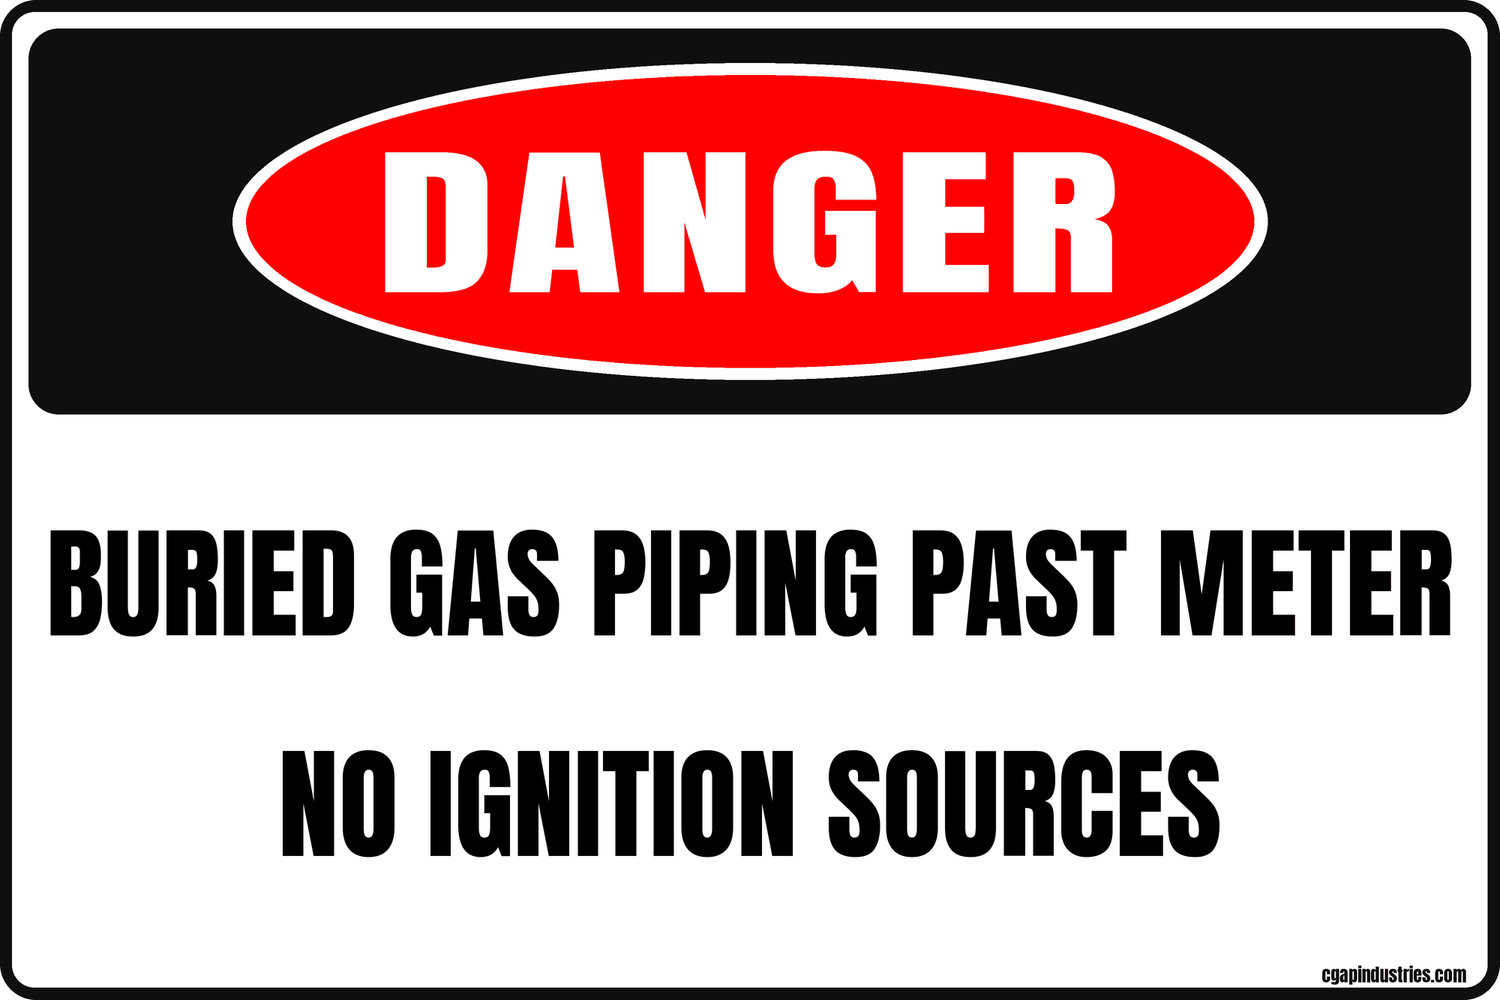 DANGER
BURIED GAS PIPING PAST METER
NO IGNITION SOURCES
cgapindustries.com